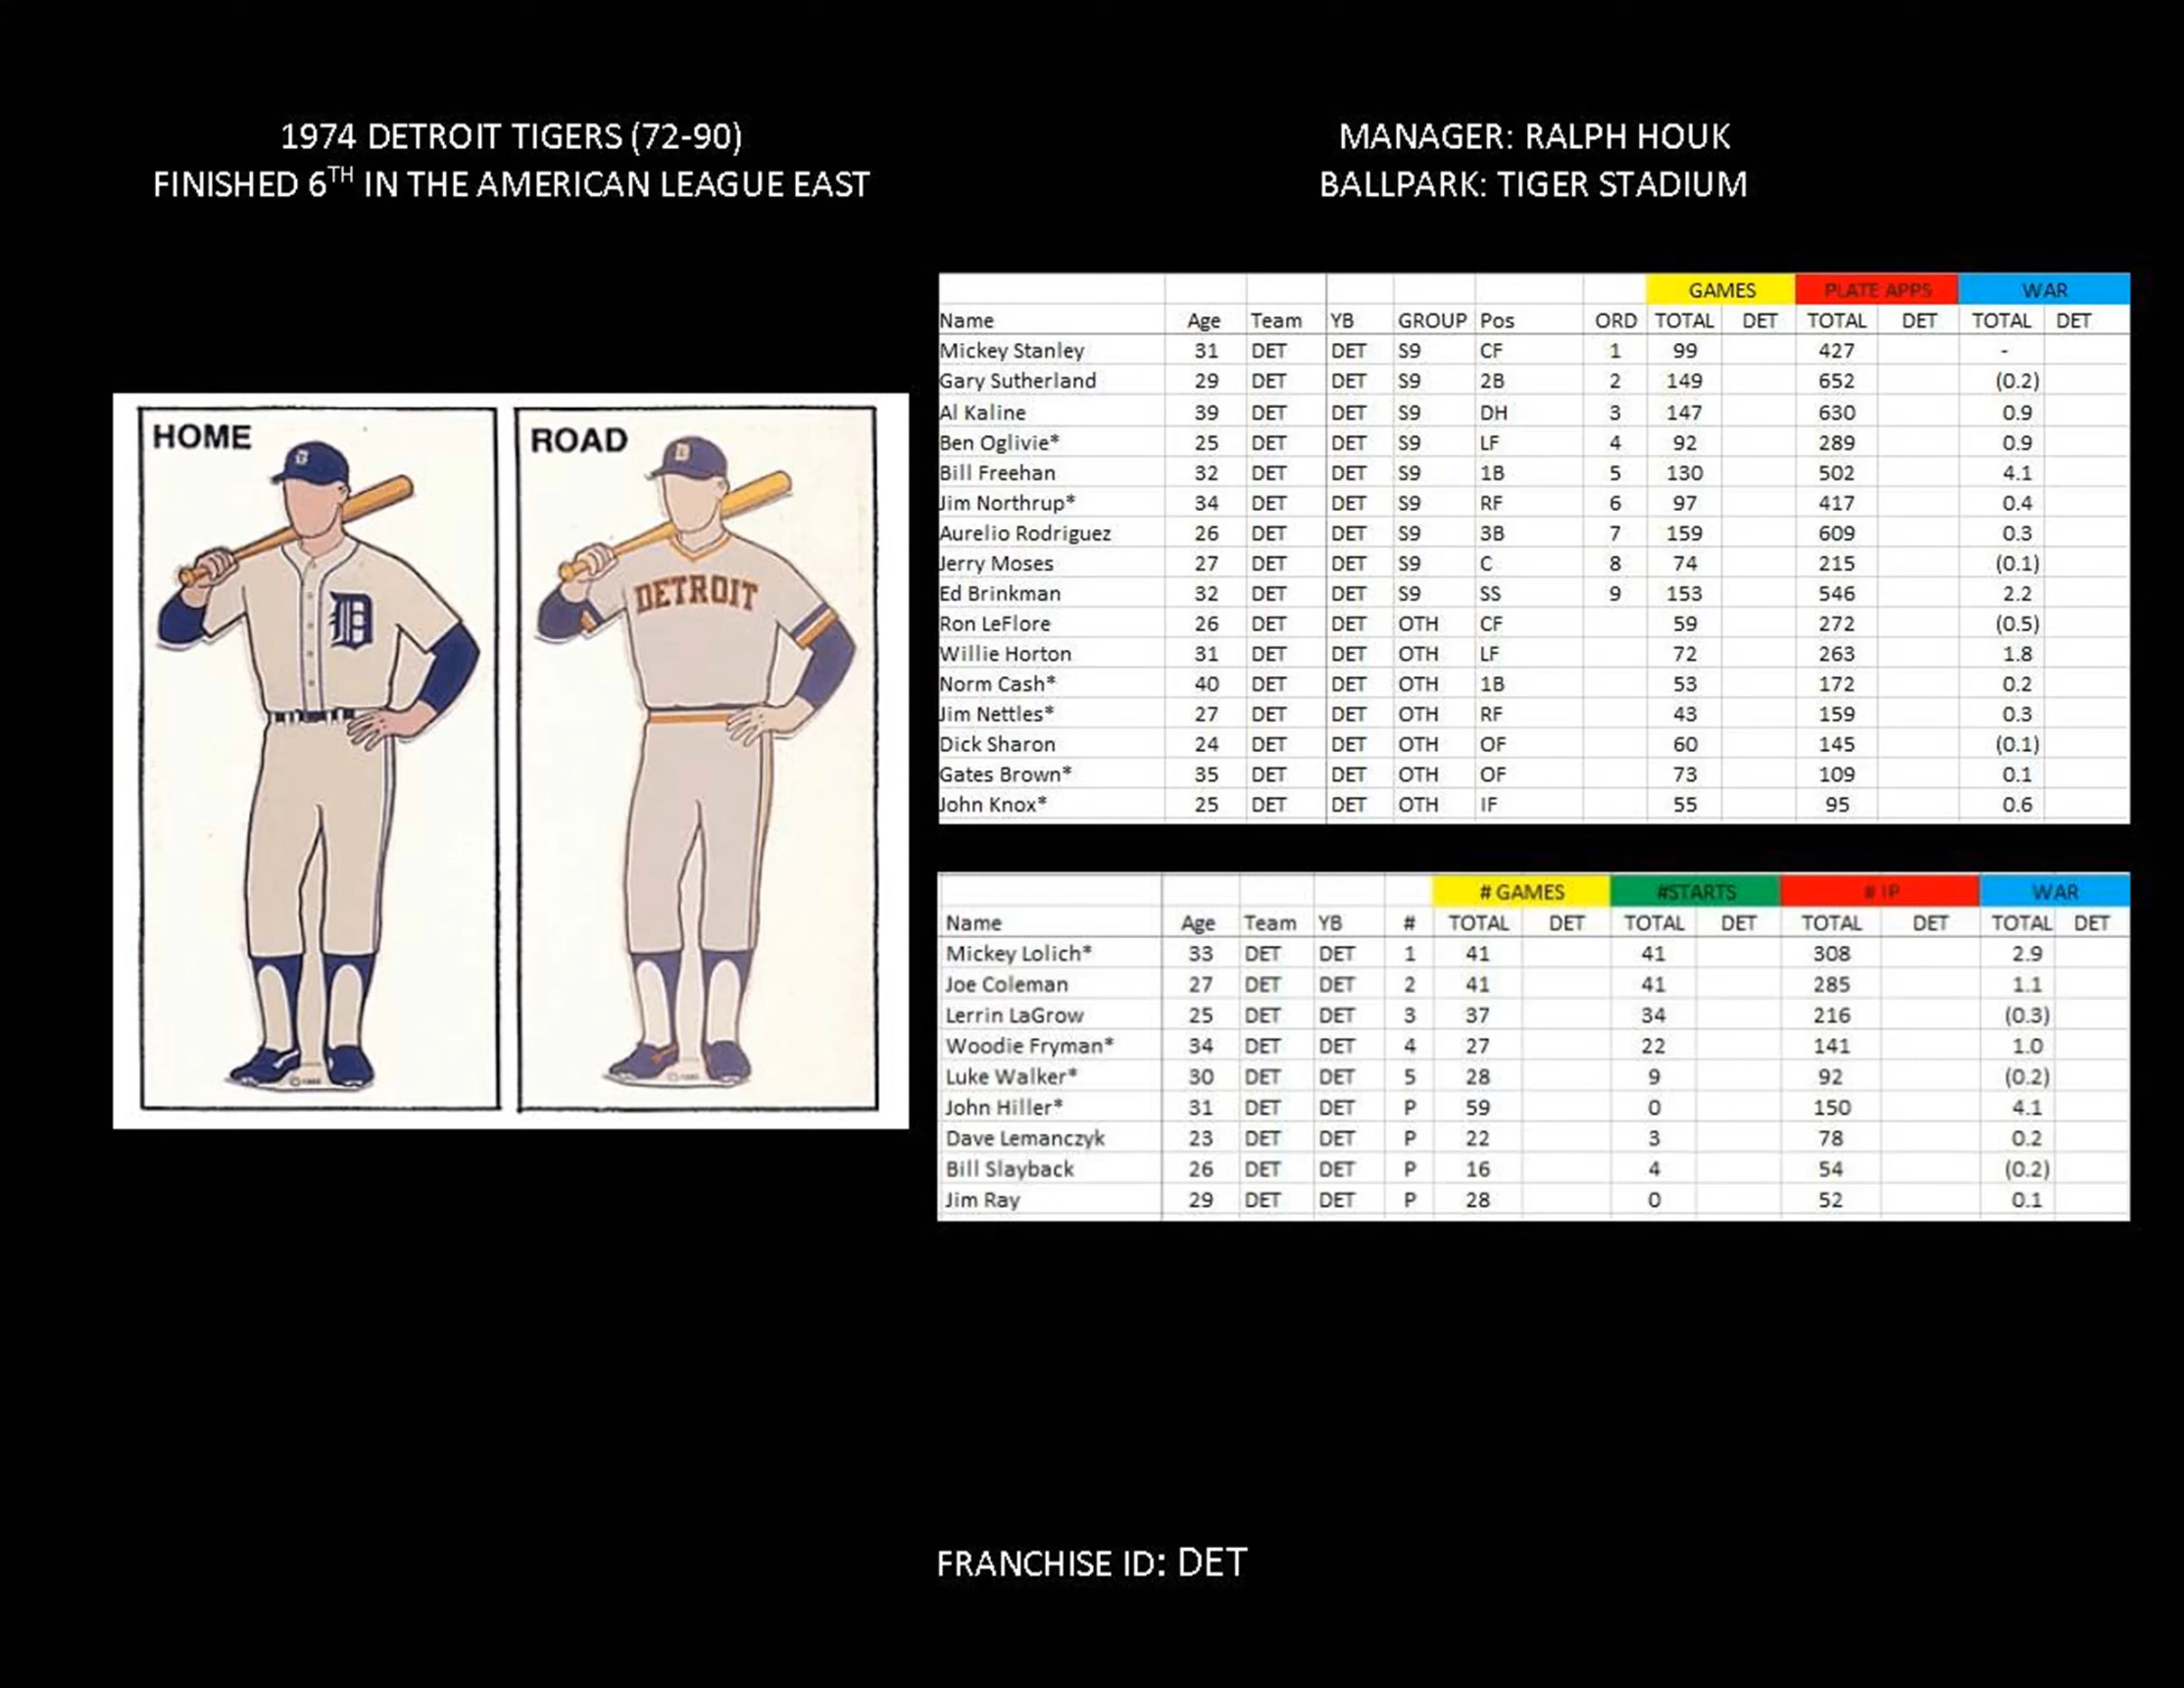 1974 DETROIT TIGERS (72-90)
FINISHED 6TH IN THE AMERICAN LEAGUE EAST
MANAGER: RALPH HOUK
BALLPARK: TIGER STADIUM
HOME
ROAD
D
DETROIT
GAMES PLATE APPS WAR
Name Age Team YB GROUP Pos ORD TOTAL DET TOTAL DET TOTAL DET
Mickey Stanley 31 DET DET S9 CF 1 99 427 -
Gary Sutherland 29 DET DET S9 2B 2 149 652 (0.2)
Al Kaline 39 DET DET S9 DH 3 147 630 0.9
Ben Oglivie* 25 DET DET S9 LF 4 92 289 0.9
Bill Freehan 32 DET DET S9 1B 5 130 502 4.1
Jim Northrup* 34 DET DET S9 RF 6 97 417 0.4
Aurelio Rodriguez 26 DET DET S9 3B 7 159 609 0.3
Jerry Moses 27 DET DET S9 C 8 74 215 (0.1)
Ed Brinkman 32 DET DET S9 SS 9 153 546 2.2
Ron LeFlore 26 DET DET OTH CF 59 272 (0.5)
Willie Horton 31 DET DET OTH LF 72 263 1.8
Norm Cash* 40 DET DET OTH 1B 53 172 0.2
Jim Nettles* 27 DET DET OTH RF 43 159 0.3
Dick Sharon 24 DET DET OTH OF 60 145 (0.1)
Gates Brown* 35 DET DET OTH OF 73 109 0.1
John Knox* 25 DET DET OTH IF 55 95 0.6
# GAMES #STARTS # IP WAR
Name Age Team YB # TOTAL DET TOTAL DET TOTAL DET TOTAL DET
Mickey Lolich* 33 DET DET 1 41 41 308 2.9
Joe Coleman 27 DET DET 2 41 41 285 1.1
Lerrin LaGrow 25 DET DET 3 37 34 216 (0.3)
Woodie Fryman* 34 DET DET 4 27 22 141 1.0
Luke Walker* 30 DET DET 5 28 9 92 (0.2)
John Hiller* 31 DET DET P 59 0 150 4.1
Dave Lemanczyk 23 DET DET P 22 3 78 0.2
Bill Slayback 26 DET DET P 16 4 54 (0.2)
Jim Ray 29 DET DET P 28 0 52 0.1
FRANCHISE ID: DET